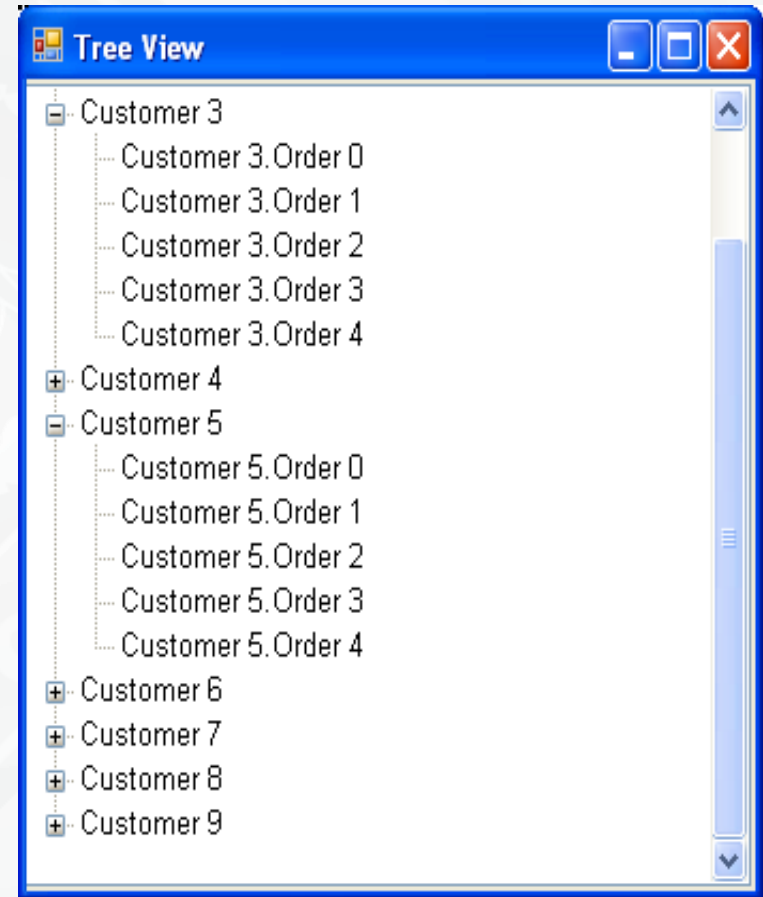 Tree View
Customer 3
Customer 3.Order 0
Customer 3.Order 1
Customer 3.Order 2
Customer 3.Order 3
Customer 3.Order 4
Customer 4
Customer 5
Customer 5.Order 0
Customer 5.Order 1
Customer 5.Order 2
Customer 5.Order 3
Customer 5.Order 4
Customer 6
Customer 7
Customer 8
Customer 9